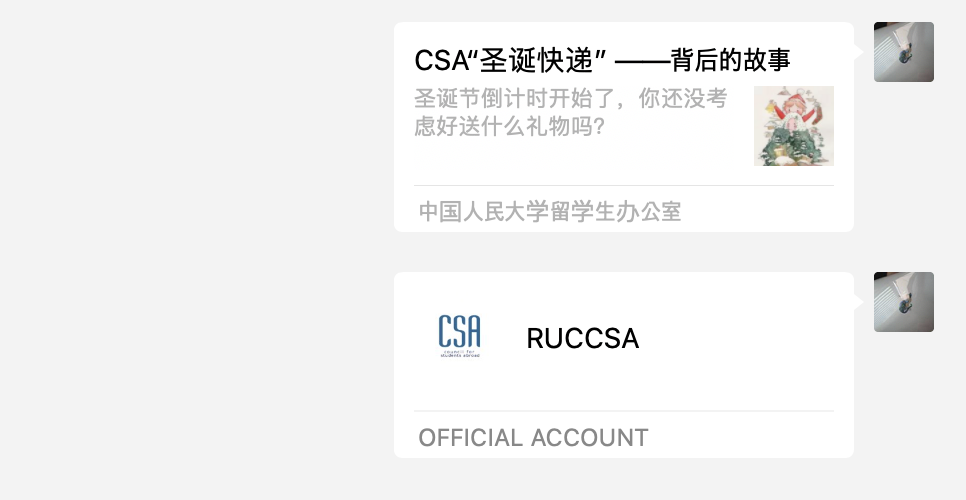 CSA“圣诞快递” ——背后的故事
圣诞节倒计时开始了，你还没考
虑好送什么礼物吗？
中国人民大学留学生办公室
CSA
council for
students abroad
RUCCSA
OFFICIAL ACCOUNT